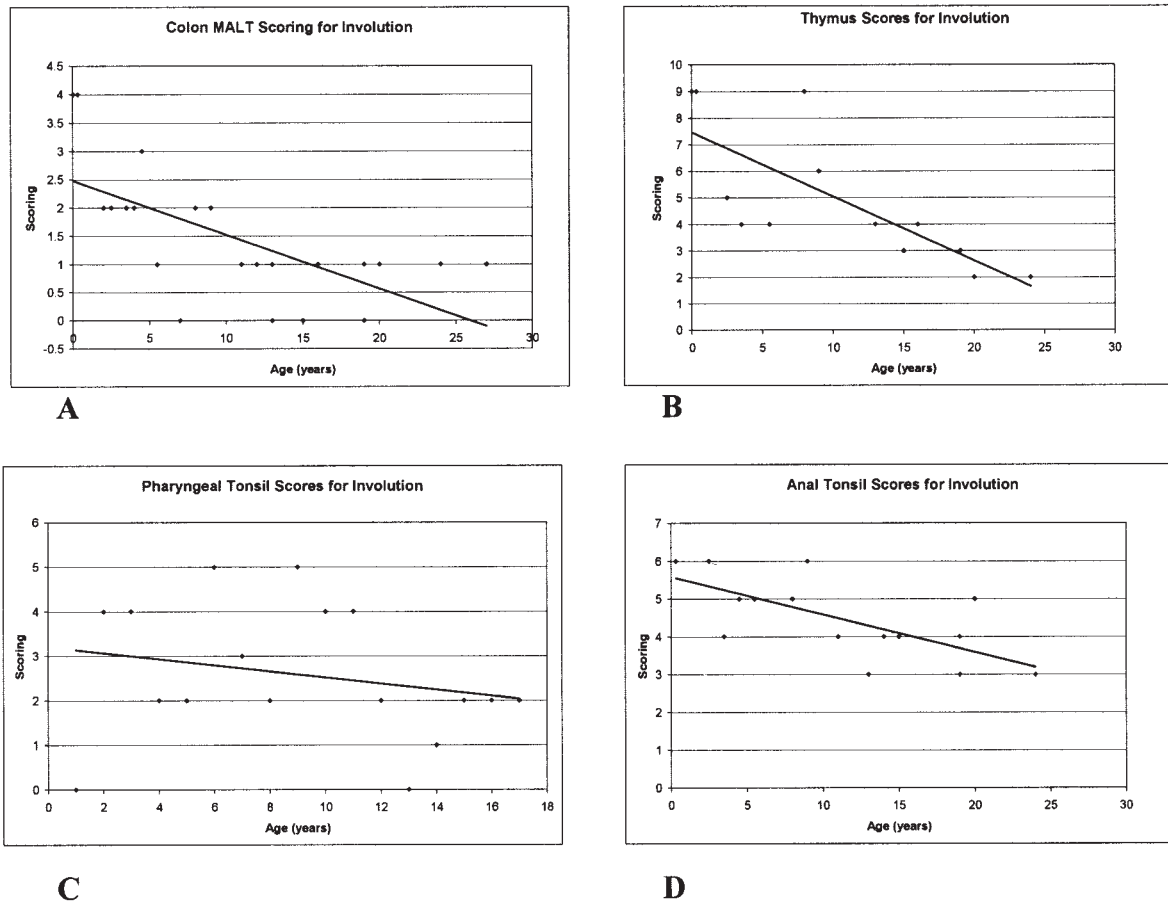 Colon MALT Scoring for Involution
4.5
4
3.5
3
2.5
2
1.5
1
0.5
0
-0.5
Scoring
0 5 10 15 20 25 30
Age (years)
A
Thymus Scores for Involution
10
9
8
7
6
5
4
3
2
1
0
Scoring
0 5 10 15 20 25 30
Age (years)
B
Pharyngeal Tonsil Scores for Involution
6
5
4
3
2
1
0
Scoring
0 2 4 6 8 10 12 14 16 18
Age (years)
C
Anal Tonsil Scores for Involution
7
6
5
4
3
2
1
0
Scoring
0 5 10 15 20 25 30
Age (years)
D